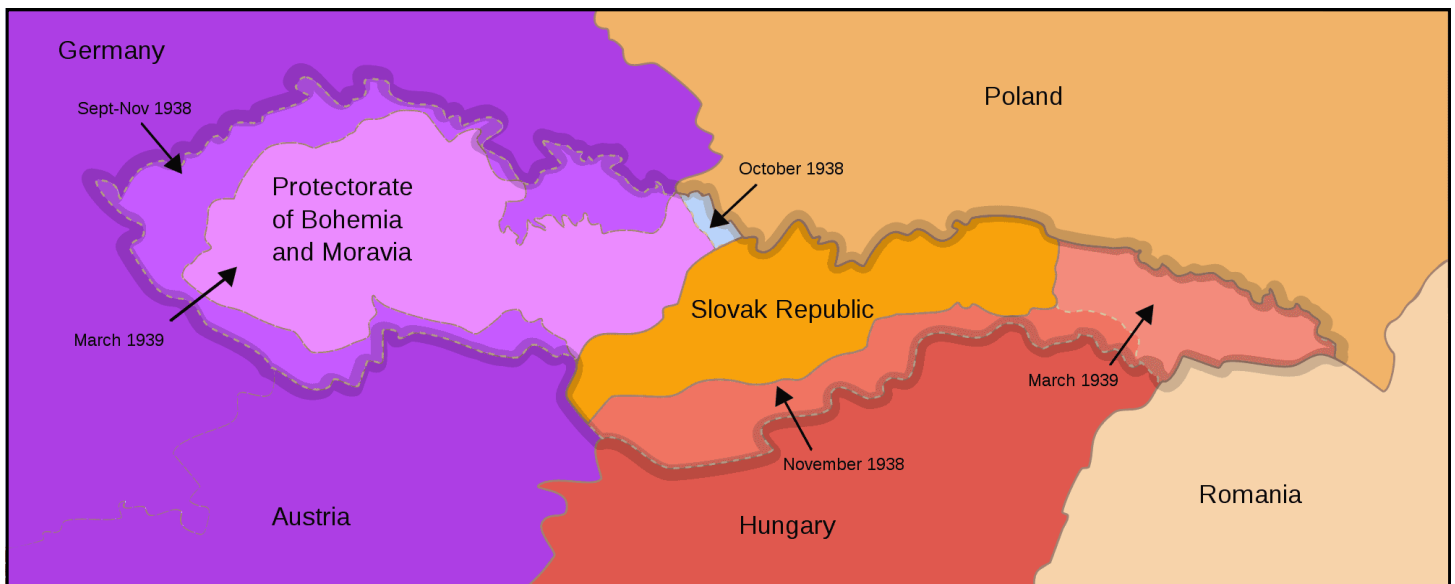 Germany
Sept-Nov 1938
Poland
October 1938
Protectorate
of Bohemia
and Moravia
Slovak Republic
March 1939
March 1939
November 1938
Austria
Hungary
Romania